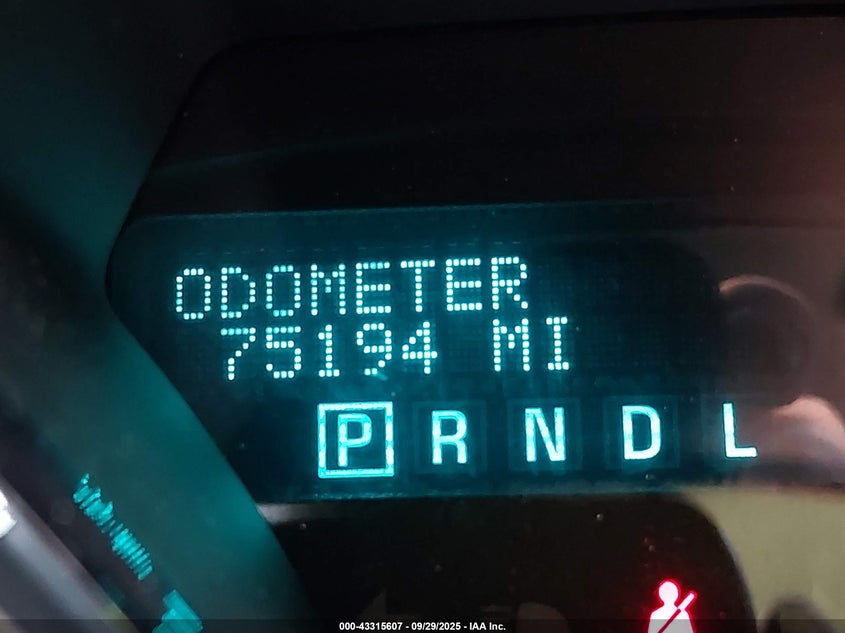 ODOMETER
75194 MI
P R N D L
000-43315607 - 09/29/2025 - IAA Inc.